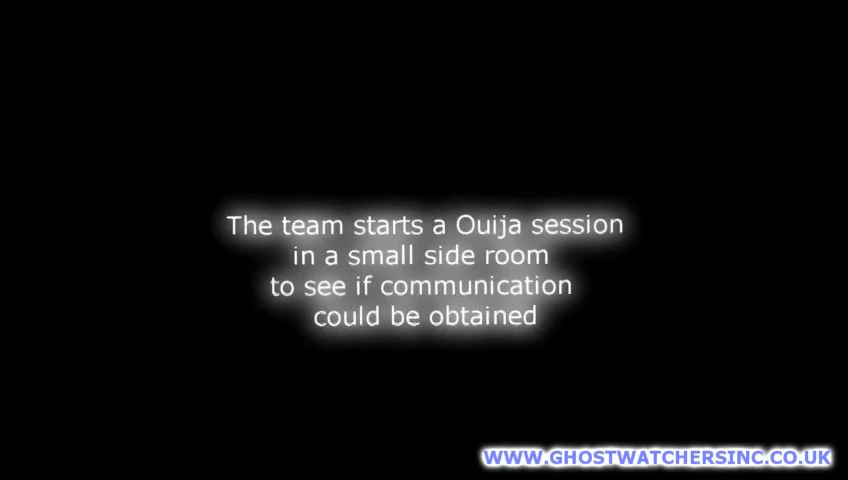 The team starts a Ouija session
in a small side room
to see if communication
could be obtained
WWW.GHOSTWATCHERSINC.CO.UK